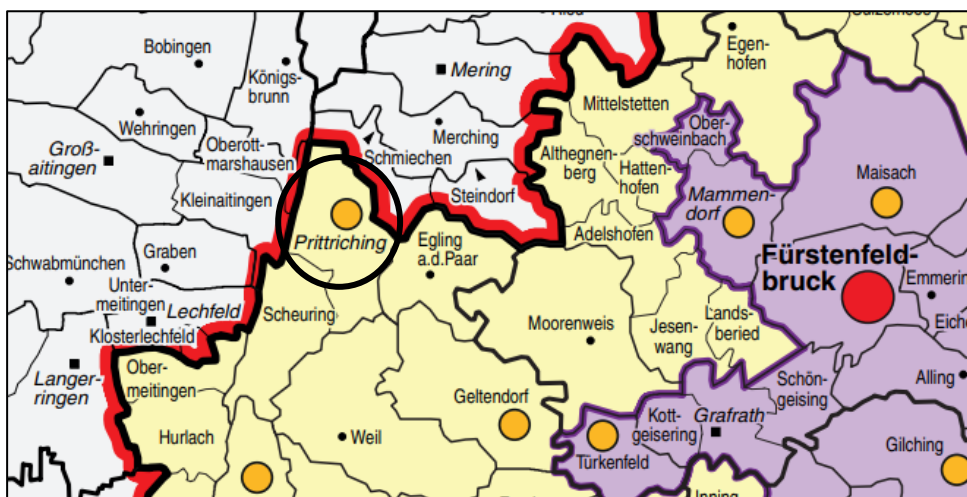 Egen-
hofen
Bobingen
Mering
Königs-
brunn
Mittelstetten
Maisach
Wehringen
Merching
Ober-
schweinbach
Groß-
aitingen
Oberott-
marshausen
Schmiechen
Althegnen-
berg
Hatten-
hofen
Kleinaitingen
Steindorf
Mammen-
dorf
Prittriching
Egling
a.d.Paar
Adelshofen
Graben
Fürstenfeld-
bruck
Schwabmünchen
Unter-
meitingen
Lechfeld
Emmering
Klosterlechfeld
Scheuring
Moorenweis
Jesen-
wang
Lands-
beried
Ober-
meitingen
Langer-
ringen
Schön-
geising
Alling
Geltendorf
Kott-
geisering
Grafrath
Hurlach
Weil
Türkenfeld
Gilching